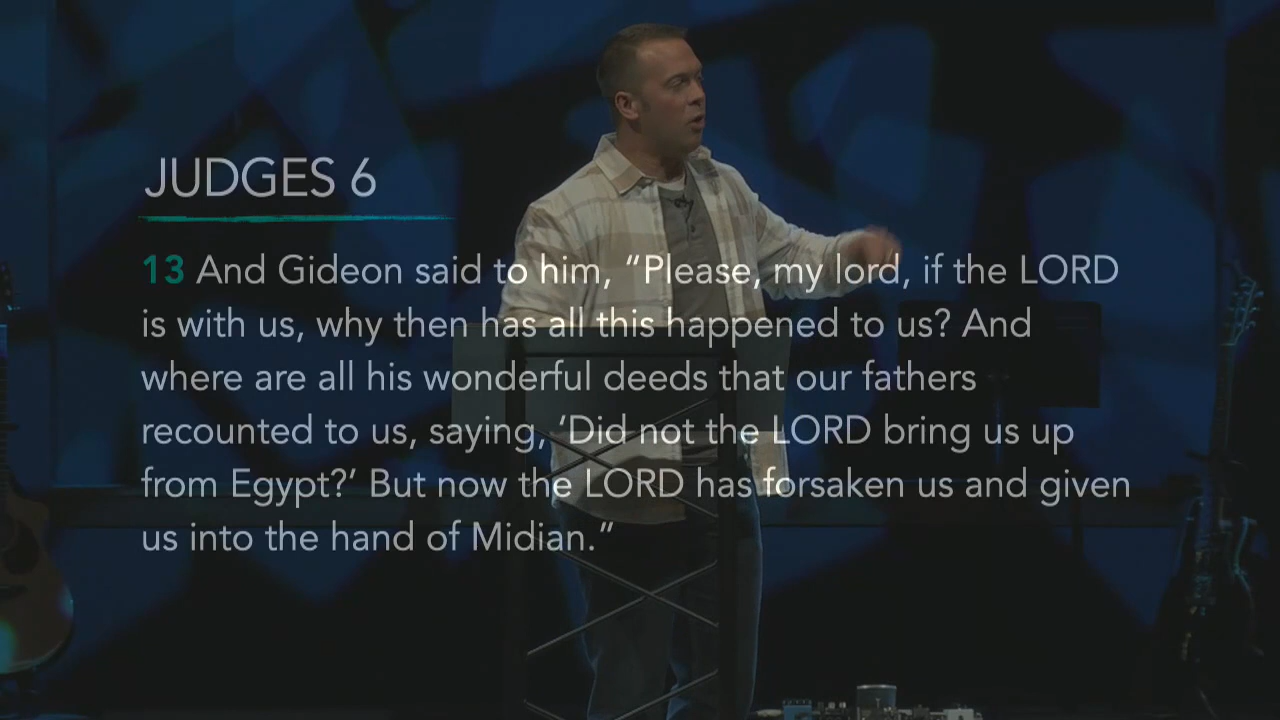 JUDGES 6
13 And Gideon said to him, “Please, my lord, if the LORD
is with us, why then has all this happened to us? And
where are all his wonderful deeds that our fathers
recounted to us, saying, ‘Did not the LORD bring us up
from Egypt?’ But now the LORD has forsaken us and given
us into the hand of Midian.”